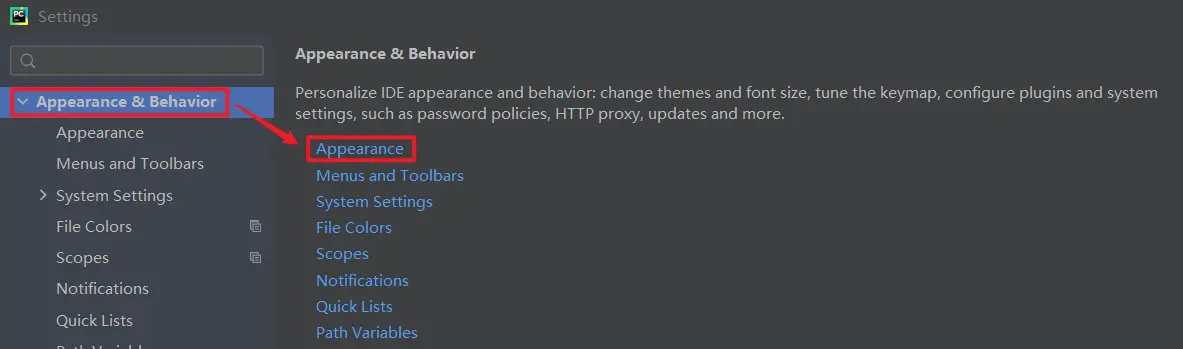 PC
Settings
Appearance & Behavior
Appearance
Menus and Toolbars
System Settings
File Colors
Scopes
Notifications
Quick Lists
Appearance & Behavior
Personalize IDE appearance and behavior: change themes and font size, tune the keymap, configure plugins and system
settings, such as password policies, HTTP proxy, updates and more.
Appearance
Menus and Toolbars
System Settings
File Colors
Scopes
Notifications
Quick Lists
Path Variables